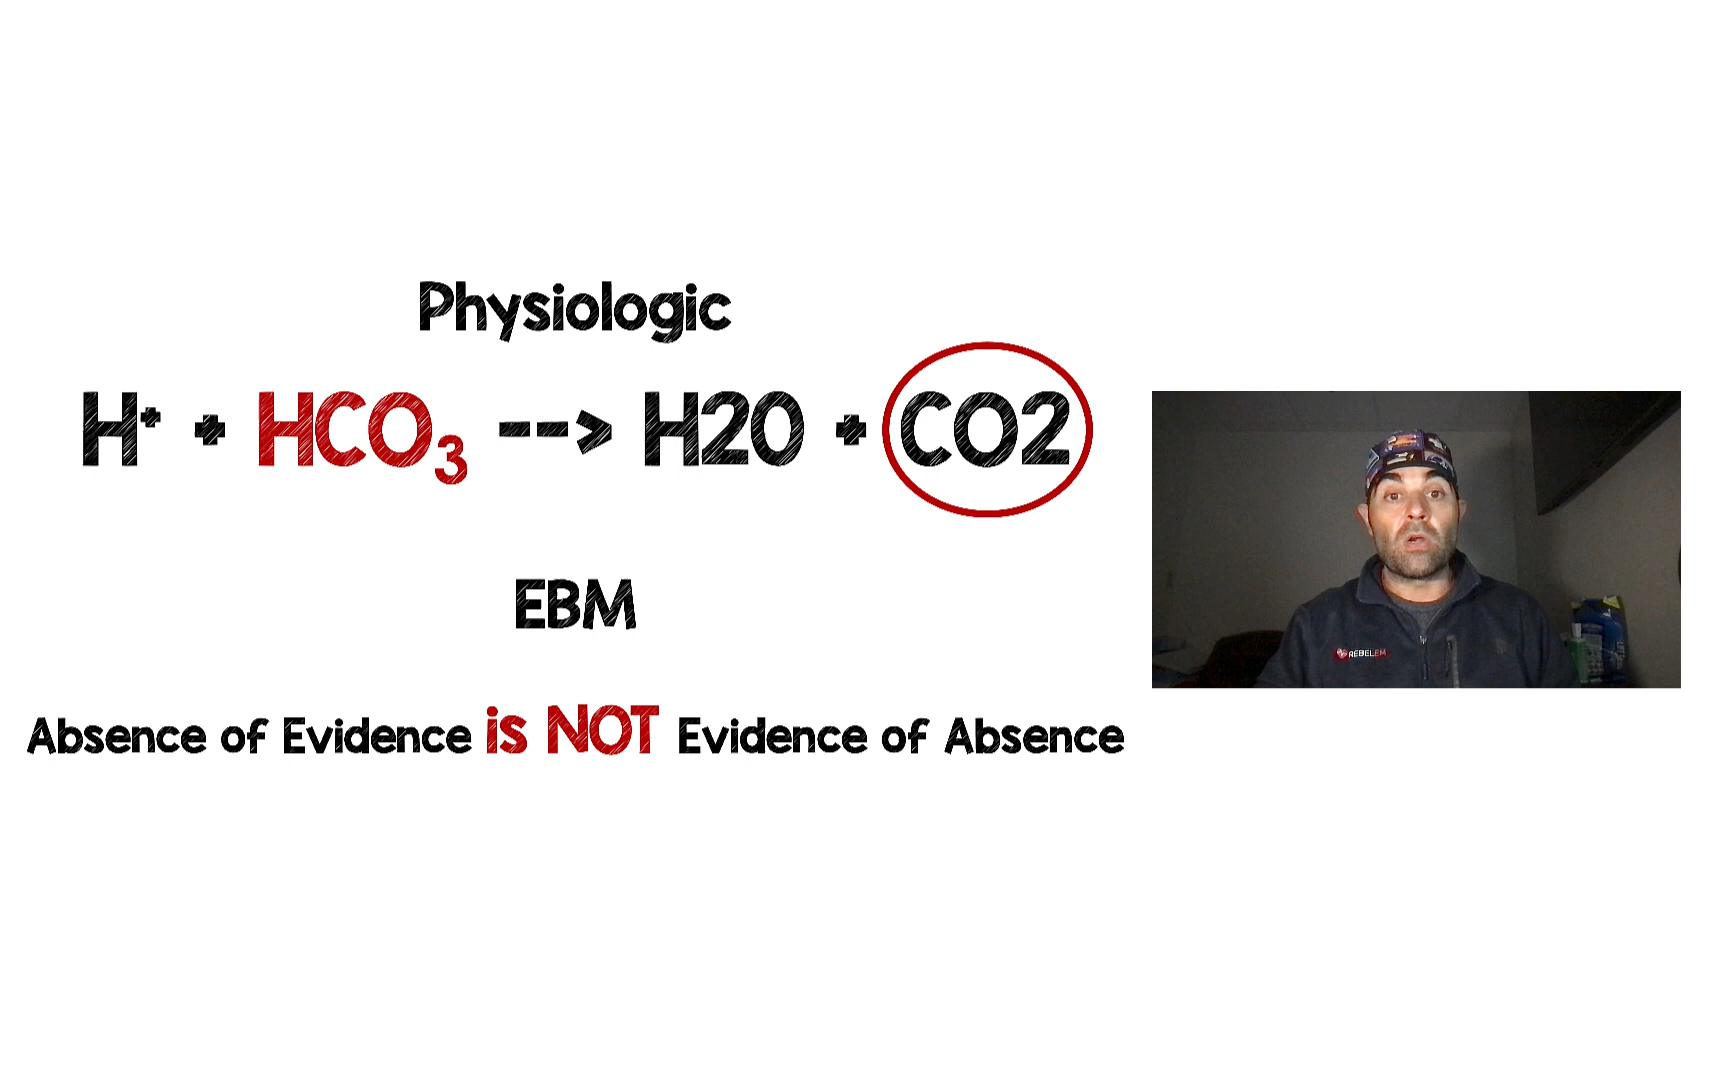 Physiologic
H⁺ + HCO₃ --> H20 + CO2
EBM
Absence of Evidence is NOT Evidence of Absence
REBELEM